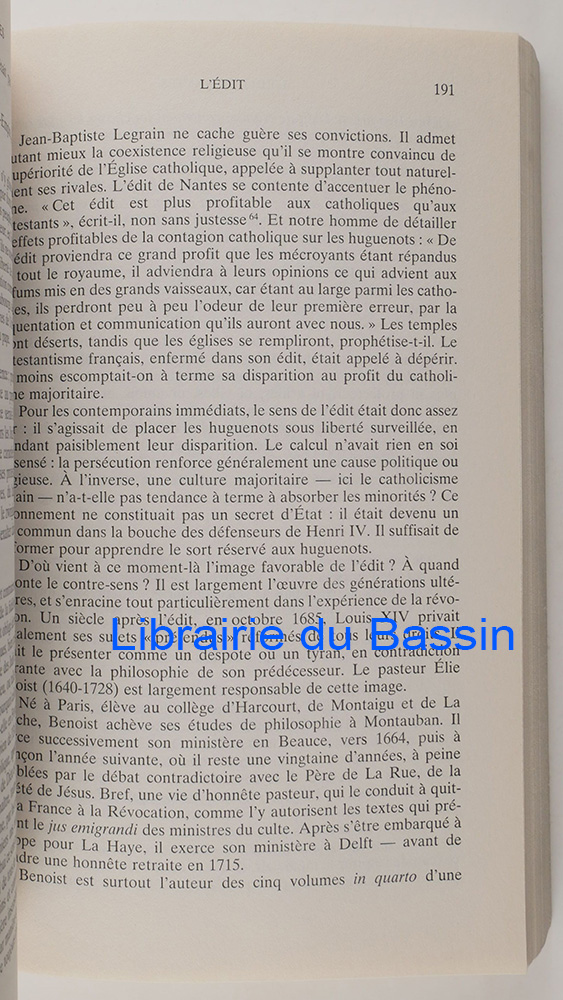 L'ÉDIT
191
Jean-Baptiste Legrain ne cache guère ses convictions. Il admet
utant mieux la coexistence religieuse qu'il se montre convaincu de
upériorité de l'Église catholique, appelée à supplanter tout naturel-
ent ses rivales. L'édit de Nantes se contente d'accentuer le phéno-
ne. « Cet édit est plus profitable aux catholiques qu'aux
testants », écrit-il, non sans justesse 64. Et notre homme de détailler
effets profitables de la contagion catholique sur les huguenots : « De
édit proviendra ce grand profit que les mécroyants étant répandus
tout le royaume, il adviendra à leurs opinions ce qui advient aux
fums mis en des grands vaisseaux, car étant au large parmi les catho-
es, ils perdront peu à peu l'odeur de leur première erreur, par la
quentation et communication qu'ils auront avec nous. » Les temples
nt déserts, tandis que les églises se rempliront, prophétise-t-il. Le
testantisme français, enfermé dans son édit, était appelé à dépérir.
moins escomptait-on à terme sa disparition au profit du catholi-
ne majoritaire.
Pour les contemporains immédiats, le sens de l'édit était donc assez
r : il s'agissait de placer les huguenots sous liberté surveillée, en
ndant paisiblement leur disparition. Le calcul n'avait rien en soi
sensé : la persécution renforce généralement une cause politique ou
gieuse. À l'inverse, une culture majoritaire — ici le catholicisme
ain — n'a-t-elle pas tendance à terme à absorber les minorités ? Ce
onnement ne constituait pas un secret d'État : il était devenu un
commun dans la bouche des défenseurs de Henri IV. Il suffisait de
former pour apprendre le sort réservé aux huguenots.
D'où vient à ce moment-là l'image favorable de l'édit ? À quand
onte le contre-sens ? Il est largement l'œuvre des générations ulté-
res, et s'enracine tout particulièrement dans l'expérience de la révo-
on. Un siècle après l'édit, en octobre 1685, Louis XIV privait
alement ses sujets « prétendus » réformés de tous leurs droits. Il
Librairie du Bassin
it le présenter comme un despote ou un tyran, en contradiction
rante avec la philosophie de son prédécesseur. Le pasteur Élie
oist (1640-1728) est largement responsable de cette image.
Né à Paris, élève au collège d'Harcourt, de Montaigu et de La
che, Benoist achève ses études de philosophie à Montauban. Il
ce successivement son ministère en Beauce, vers 1664, puis à
nçon l'année suivante, où il reste une vingtaine d'années, à peine
blées par le débat contradictoire avec le Père de La Rue, de la
été de Jésus. Bref, une vie d'honnête pasteur, qui le conduit à quit-
a France à la Révocation, comme l'y autorisent les textes qui pré-
nt le jus emigrandi des ministres du culte. Après s'être embarqué à
ppe pour La Haye, il exerce son ministère à Delft — avant de
dre une honnête retraite en 1715.
Benoist est surtout l'auteur des cinq volumes in quarto d'une